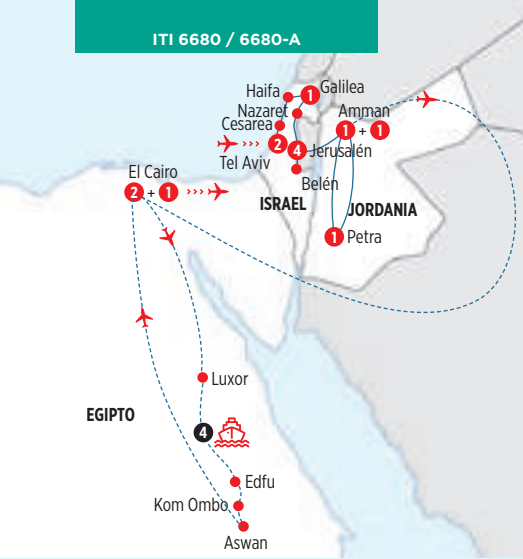 ITI 6680 / 6680-A
Haifa
1
Galilea
Nazaret
Amman
Cesarea
1 + 1
2
4
Jerusalén
Tel Aviv
Belén
El Cairo
2 + 1
ISRAEL
JORDANIA
1
Petra
Luxor
EGIPTO
4
Edfu
Kom Ombo
Aswan